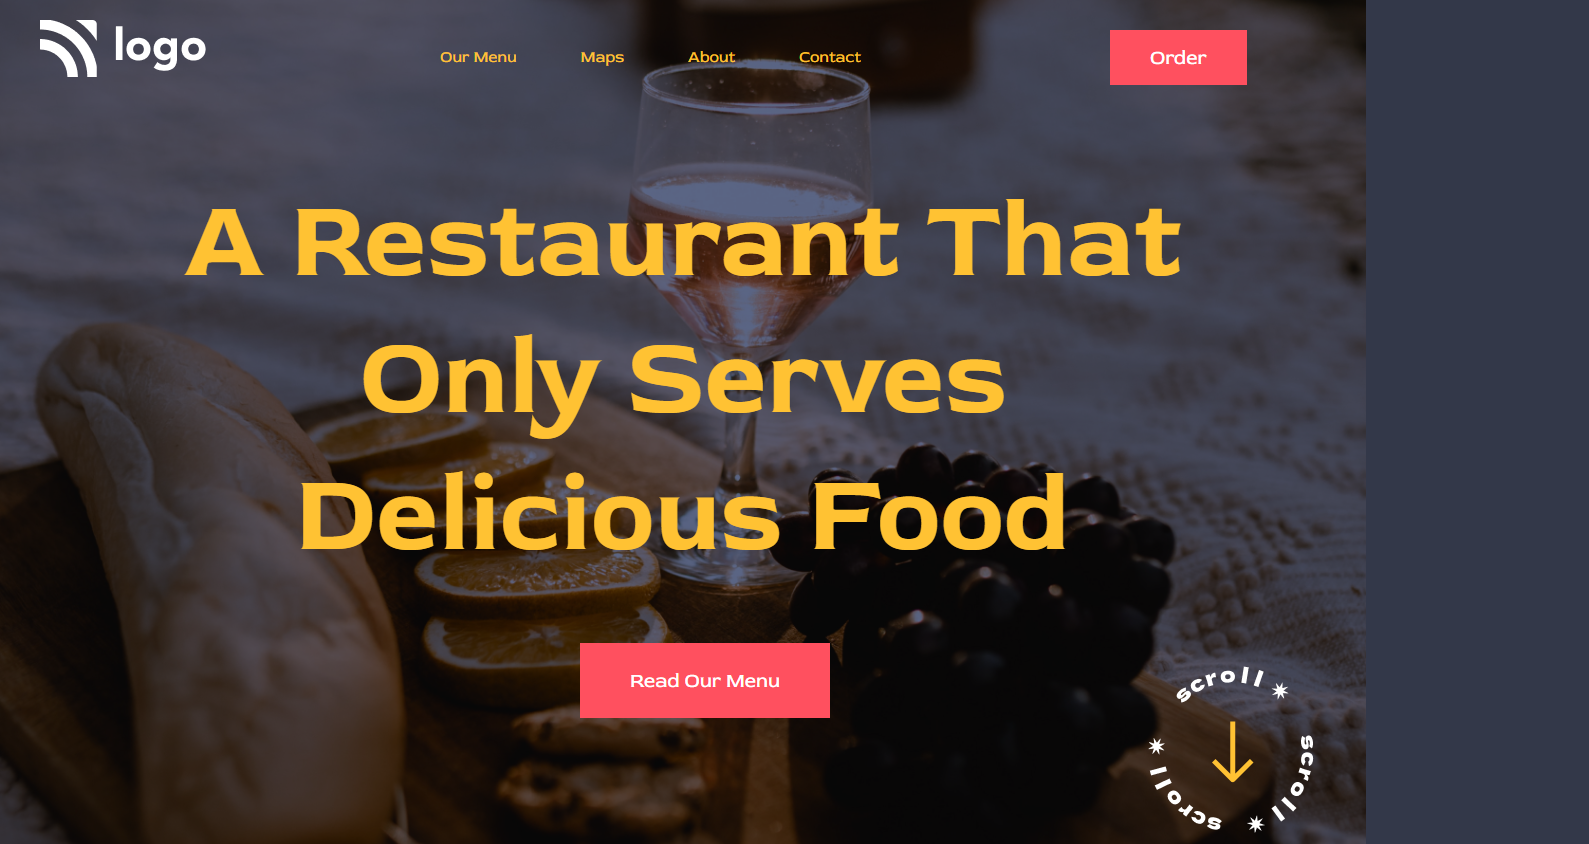 logo
Our Menu
Maps
About
Contact
Order
A Restaurant That
Only Serves
Delicious Food
Read Our Menu
scroll
scroll
scroll